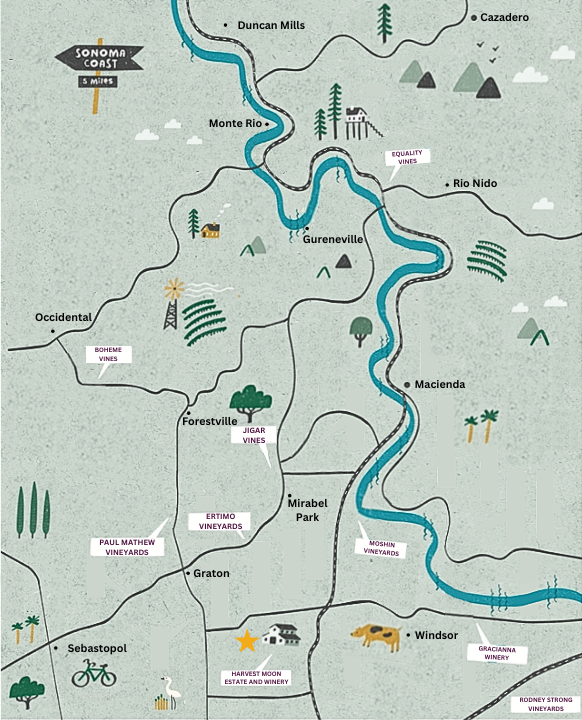 Duncan Mills
Cazadero
SONOMA
COAST
5 MILES
Monte Rio
EQUALITY
VINES
Rio Nido
Gureneville
Occidental
BOHEME
VINES
Macienda
Forestville
JIGAR
VINES
Mirabel
Park
ERTIMO
VINEYARDS
PAUL MATHEW
VINEYARDS
MOSHIN
VINEYARDS
Graton
Sebastopol
Windsor
GRACIANNA
WINERY
HARVEST MOON
ESTATE AND WINERY
RODNEY STRONG
VINEYARDS